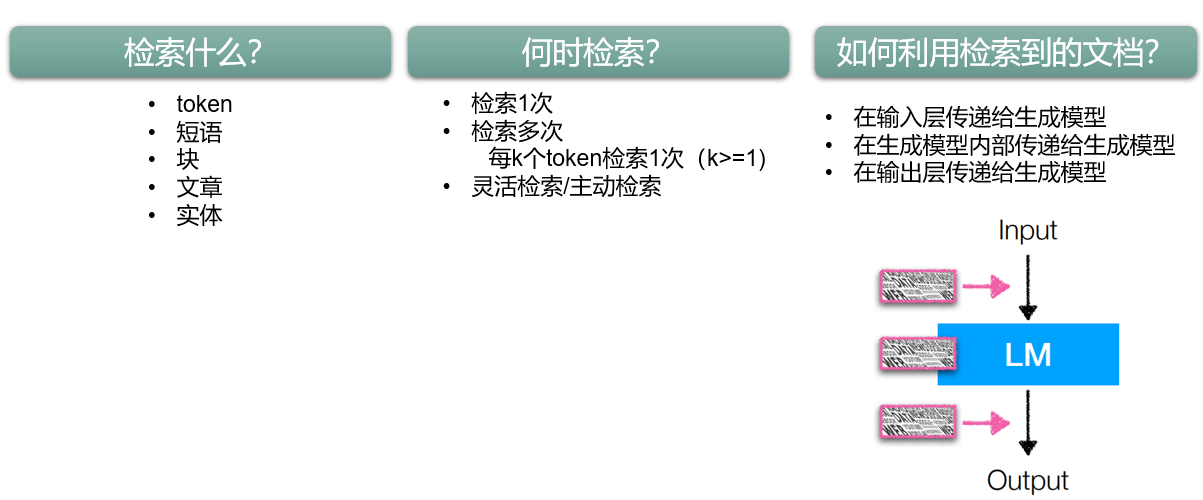 检索什么?
token
短语
块
文章
实体
何时检索?
检索1次
检索多次
每k个token检索1次（k>=1）
灵活检索/主动检索
如何利用检索到的文档?
在输入层传递给生成模型
在生成模型内部传递给生成模型
在输出层传递给生成模型
Input
LM
Output